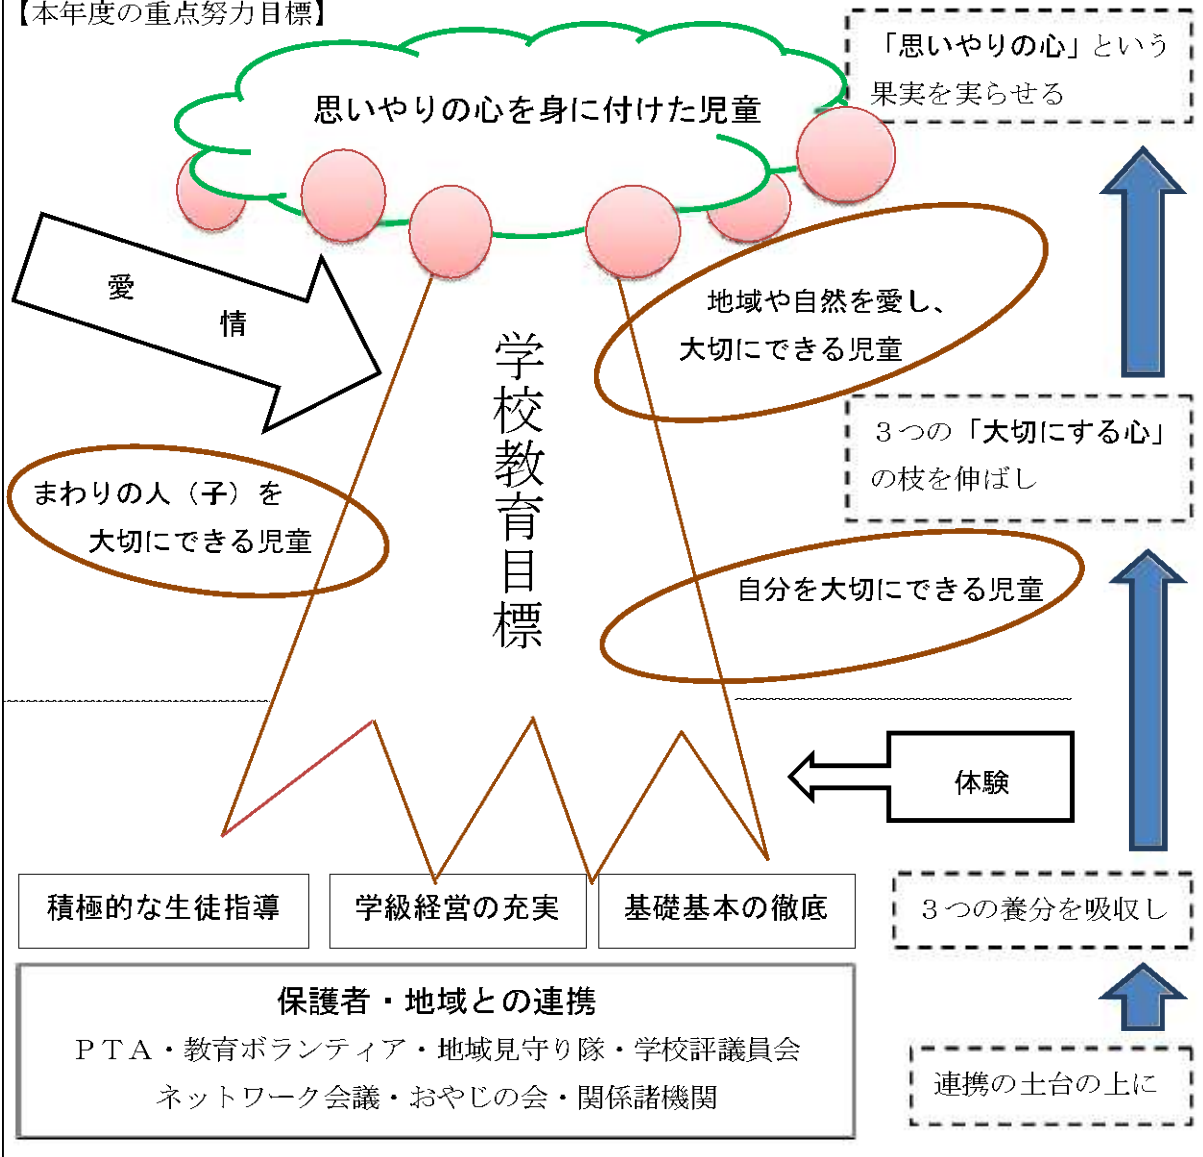 【本年度の重点努力目標】
「思いやりの心」という
果実を実らせる
思いやりの心を身に付けた児童
愛
情
地域や自然を愛し、
大切にできる児童
学校教育目標
３つの「大切にする心」
の枝を伸ばし
まわりの人（子）を
大切にできる児童
自分を大切にできる児童
体験
積極的な生徒指導
学級経営の充実
基礎基本の徹底
３つの養分を吸収し
保護者・地域との連携
ＰＴＡ・教育ボランティア・地域見守り隊・学校評議員会
ネットワーク会議・おやじの会・関係諸機関
連携の土台の上に